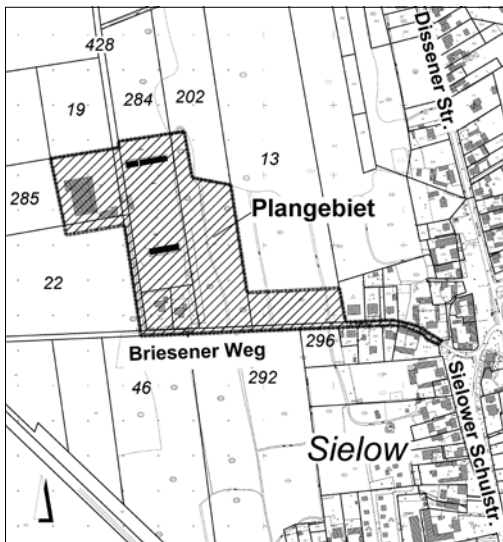 428
Dissener Str.
19
284
202
13
285
Plangebiet
22
Briesener Weg
296
46
292
Sielow
Sielower Schulstr.